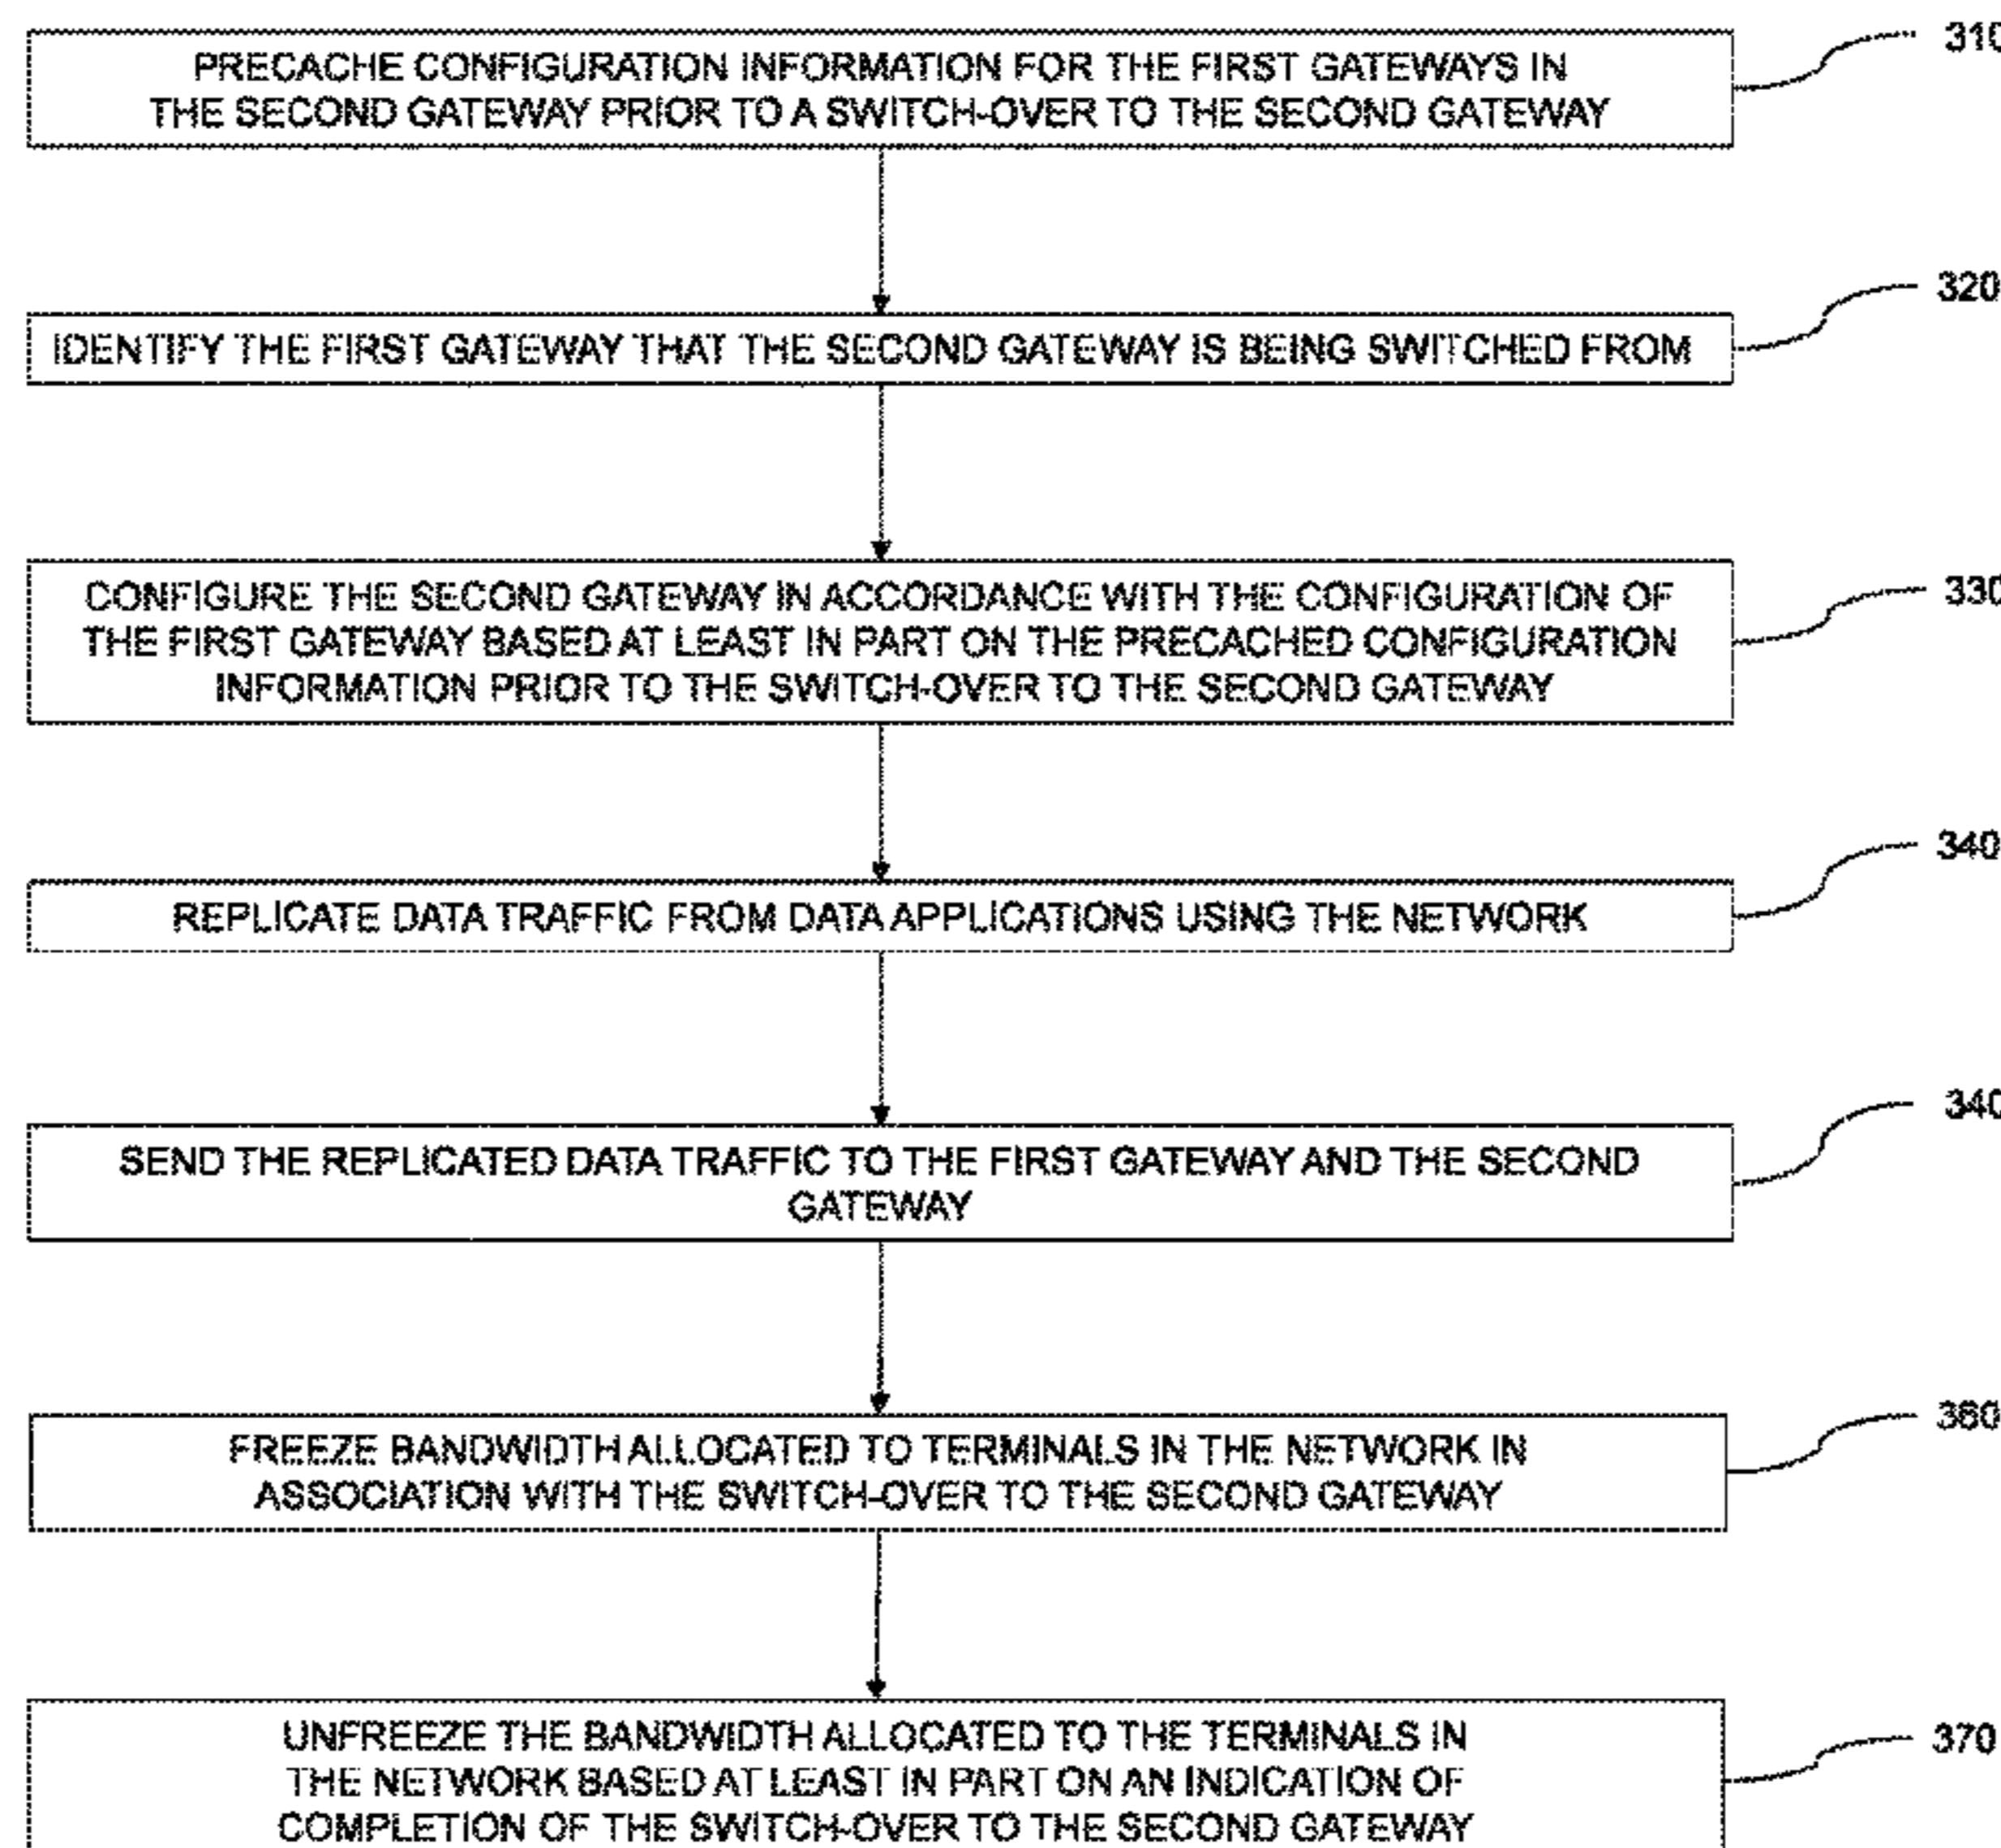 310
PRECACHE CONFIGURATION INFORMATION FOR THE FIRST GATEWAYS IN
THE SECOND GATEWAY PRIOR TO A SWITCH-OVER TO THE SECOND GATEWAY
320
IDENTIFY THE FIRST GATEWAY THAT THE SECOND GATEWAY IS BEING SWITCHED FROM
330
CONFIGURE THE SECOND GATEWAY IN ACCORDANCE WITH THE CONFIGURATION OF
THE FIRST GATEWAY BASED AT LEAST IN PART ON THE PRECACHED CONFIGURATION
INFORMATION PRIOR TO THE SWITCH-OVER TO THE SECOND GATEWAY
340
REPLICATE DATA TRAFFIC FROM DATA APPLICATIONS USING THE NETWORK
340
SEND THE REPLICATED DATA TRAFFIC TO THE FIRST GATEWAY AND THE SECOND
GATEWAY
360
FREEZE BANDWIDTH ALLOCATED TO TERMINALS IN THE NETWORK IN
ASSOCIATION WITH THE SWITCH-OVER TO THE SECOND GATEWAY
370
UNFREEZE THE BANDWIDTH ALLOCATED TO THE TERMINALS IN
THE NETWORK BASED AT LEAST IN PART ON AN INDICATION OF
COMPLETION OF THE SWITCH-OVER TO THE SECOND GATEWAY